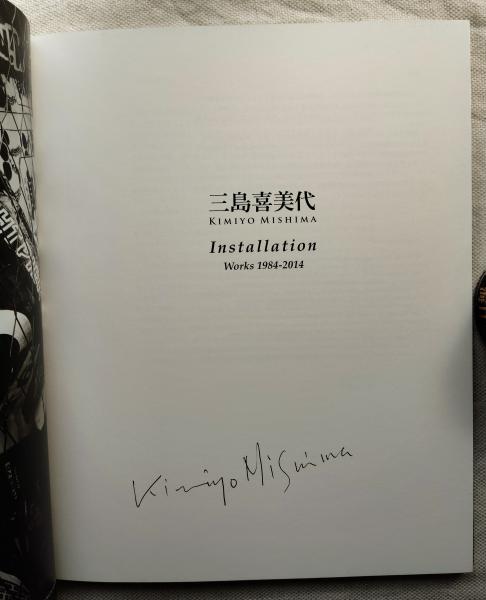 三島喜美代
KIMIYO MISHIMA
Installation
Works 1984-2014
Kimiyo Mishima